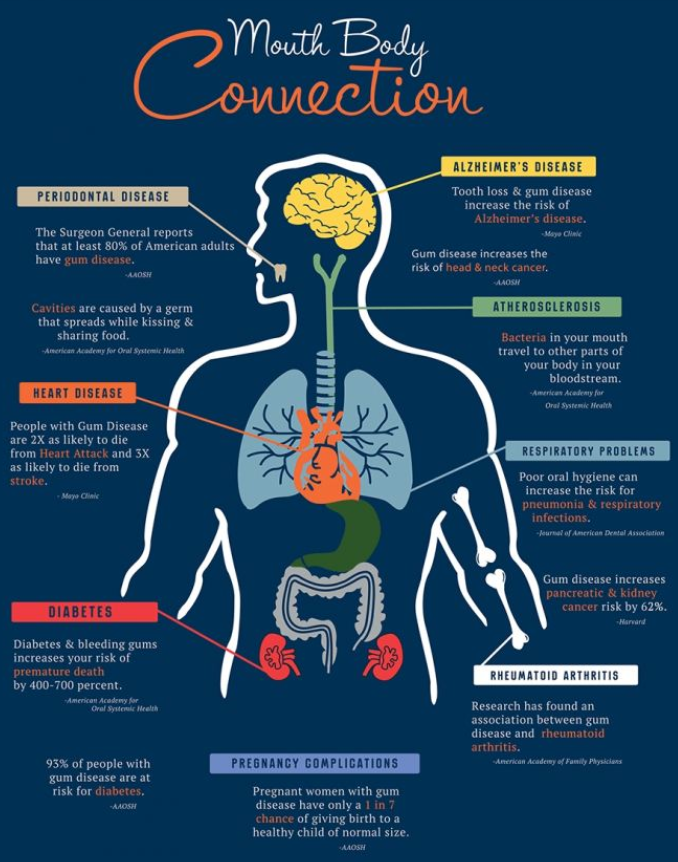 Mouth Body
Connection
PERIODONTAL DISEASE
The Surgeon General reports
that at least 80% of American adults
have gum disease.
-AAOSH
Cavities are caused by a germ
that spreads while kissing &
sharing food.
-American Academy for Oral Systemic Health
HEART DISEASE
People with Gum Disease
are 2X as likely to die
from Heart Attack and 3X
as likely to die from
stroke.
- Mayo Clinic
DIABETES
Diabetes & bleeding gums
increases your risk of
premature death
by 400-700 percent.
-American Academy for
Oral Systemic Health
93% of people with
gum disease are at
risk for diabetes.
-AAOSH
ALZHEIMER'S DISEASE
Tooth loss & gum disease
increase the risk of
Alzheimer's disease.
-Mayo Clinic
Gum disease increases the
risk of head & neck cancer.
-AAOSH
ATHEROSCLEROSIS
Bacteria in your mouth
travel to other parts of
your body in your
bloodstream.
-American Academy for
Oral Systemic Health
RESPIRATORY PROBLEMS
Poor oral hygiene can
increase the risk for
pneumonia & respiratory
infections.
-Journal of American Dental Association
Gum disease increases
pancreatic & kidney
cancer risk by 62%.
-Harvard
RHEUMATOID ARTHRITIS
Research has found an
association between gum
disease and rheumatoid
arthritis.
-American Academy of Family Physicians
PREGNANCY COMPLICATIONS
Pregnant women with gum
disease have only a 1 in 7
chance of giving birth to a
healthy child of normal size.
-AAOSH